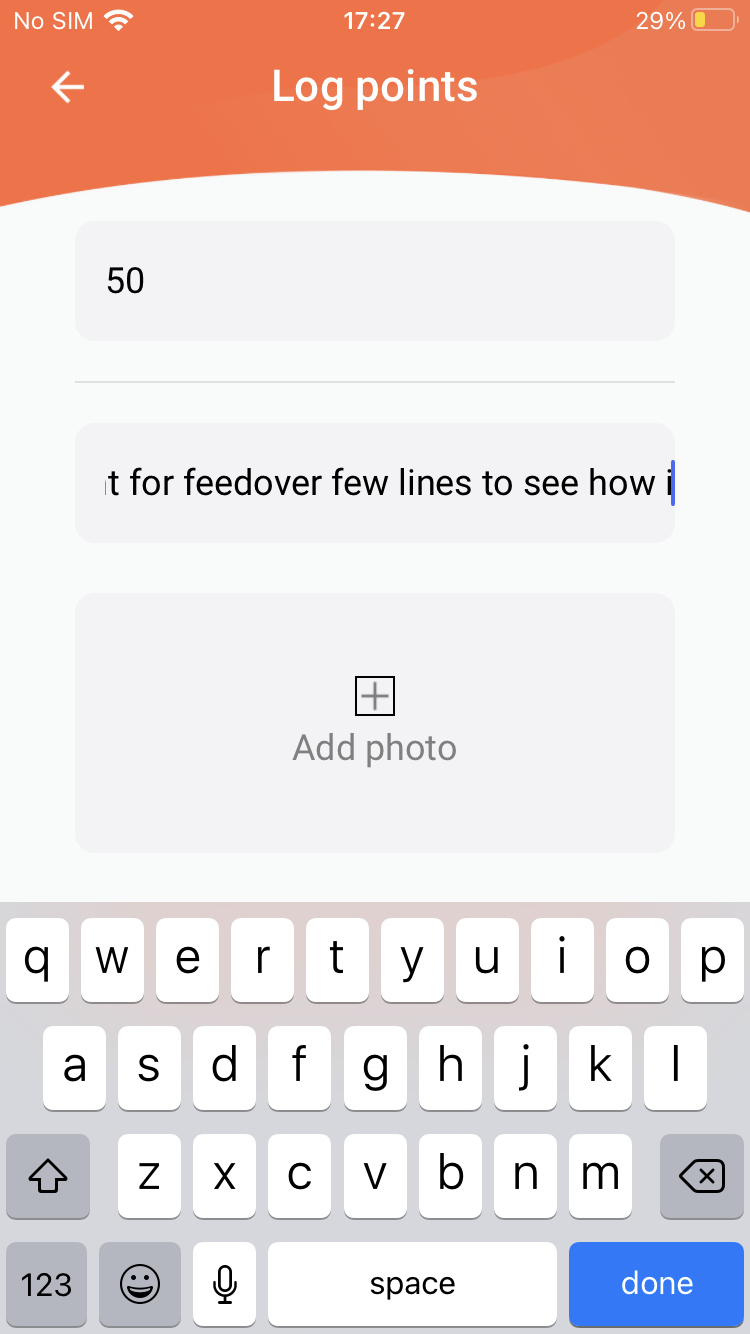 No SIM 17:27 29%
Log points
50
t for feedover few lines to see how i
Add photo
q w e r t y u i o p
a s d f g h j k l
z x c v b n m
123 space done